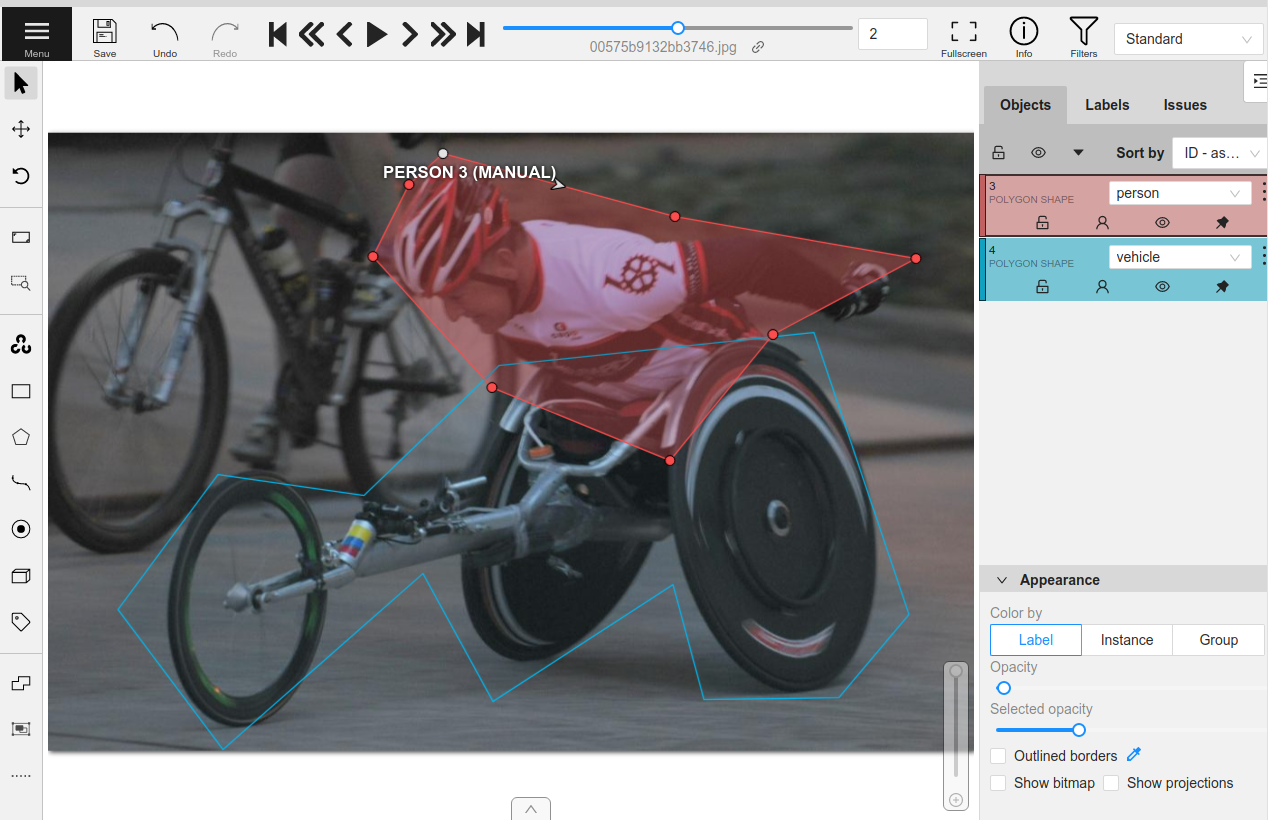 Menu
Save
Undo
Redo
00575b9132bb3746.jpg
2
Fullscreen
Info
Filters
Standard
Objects
Labels
Issues
Sort by
ID - as...
3
POLYGON SHAPE
person
4
POLYGON SHAPE
vehicle
PERSON 3 (MANUAL)
Appearance
Color by
Label
Instance
Group
Opacity
Selected opacity
Outlined borders
Show bitmap
Show projections